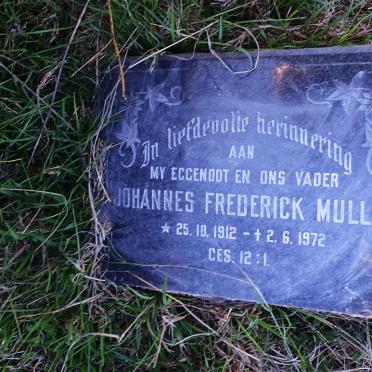 In liefdevolle herinnering
AAN
MY EGGENOOT EN ONS VADER
JOHANNES FREDERICK MULL
* 25.10.1912 - † 2.6.1972
GES. 12:1.